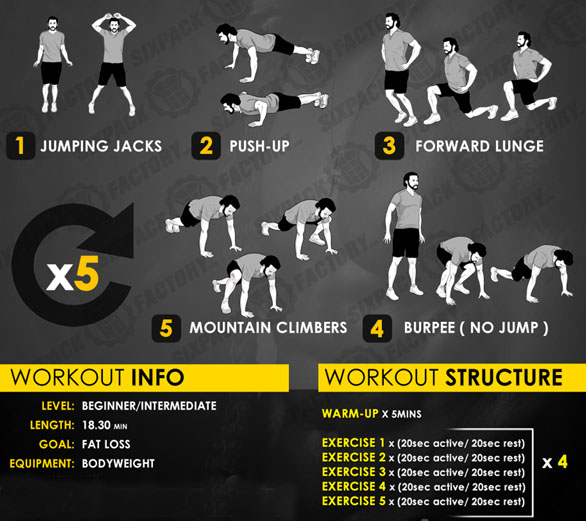 1 JUMPING JACKS
2 PUSH-UP
3 FORWARD LUNGE
x5
5 MOUNTAIN CLIMBERS
4 BURPEE ( NO JUMP )
WORKOUT INFO
LEVEL: BEGINNER/INTERMEDIATE
LENGTH: 18.30 MIN
GOAL: FAT LOSS
EQUIPMENT: BODYWEIGHT
WORKOUT STRUCTURE
WARM-UP X 5MINS
EXERCISE 1 x (20sec active/ 20sec rest)
EXERCISE 2 x (20sec active/ 20sec rest)
EXERCISE 3 x (20sec active/ 20sec rest)
EXERCISE 4 x (20sec active/ 20sec rest)
EXERCISE 5 x (20sec active/ 20sec rest)
x 4
SIXPACK
FACTORY